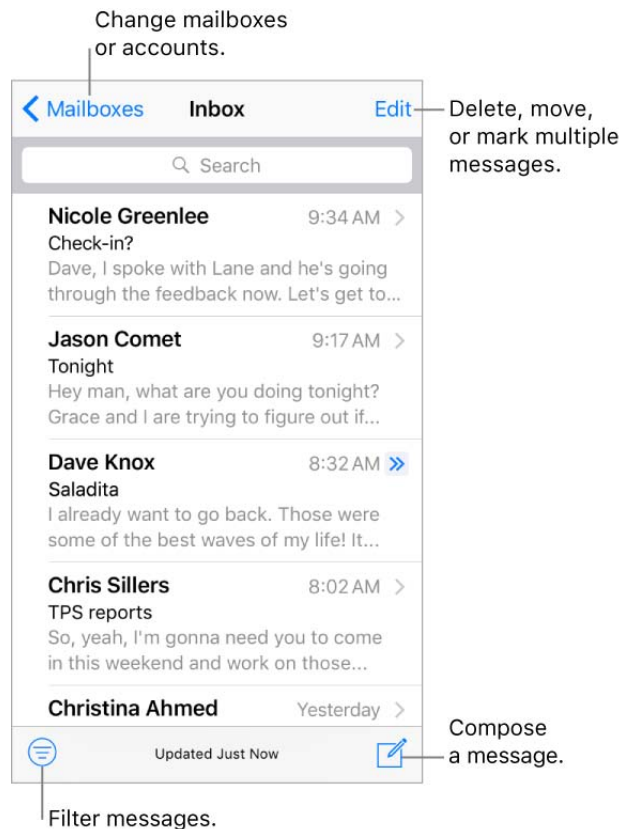 Change mailboxes
or accounts.
Mailboxes Inbox Edit
Delete, move,
or mark multiple
messages.
Search
Nicole Greenlee 9:34 AM
Check-in?
Dave, I spoke with Lane and he's going
through the feedback now. Let's get to...
Jason Comet 9:17 AM
Tonight
Hey man, what are you doing tonight?
Grace and I are trying to figure out if...
Dave Knox 8:32 AM
Saladita
I already want to go back. Those were
some of the best waves of my life! It...
Chris Sillers 8:02 AM
TPS reports
So, yeah, I'm gonna need you to come
in this weekend and work on those...
Christina Ahmed Yesterday
Updated Just Now
Compose
a message.
Filter messages.